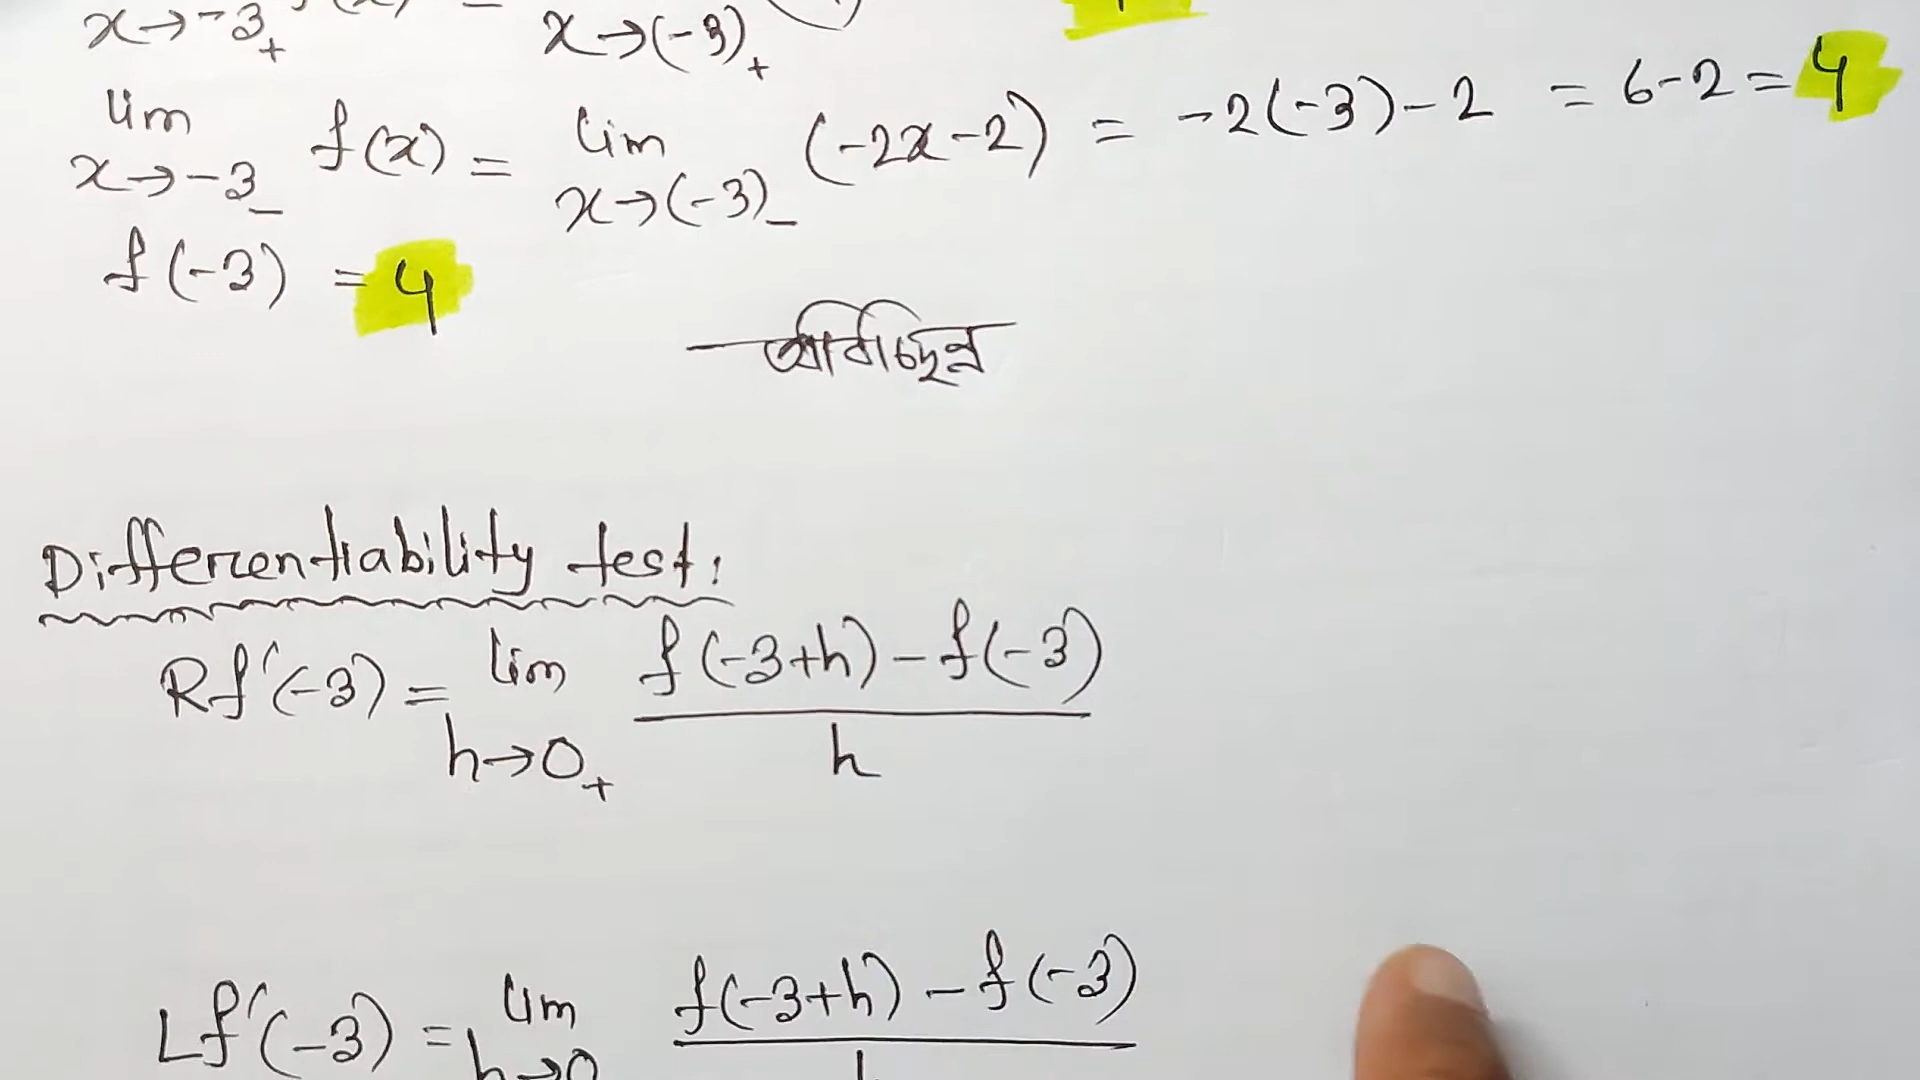 x→-3₊ x→(-3)₊
lim x→-3₋ f(x) = lim x→(-3)₋ (-2x-2) = -2(-3)-2 = 6-2 = 4
f(-3) = 4
অবিচ্ছিন্ন
Differentiability test:
Rf'(-3) = lim h→0₊ f(-3+h) - f(-3) / h
Lf'(-3) = lim h→0 f(-3+h) - f(-3)